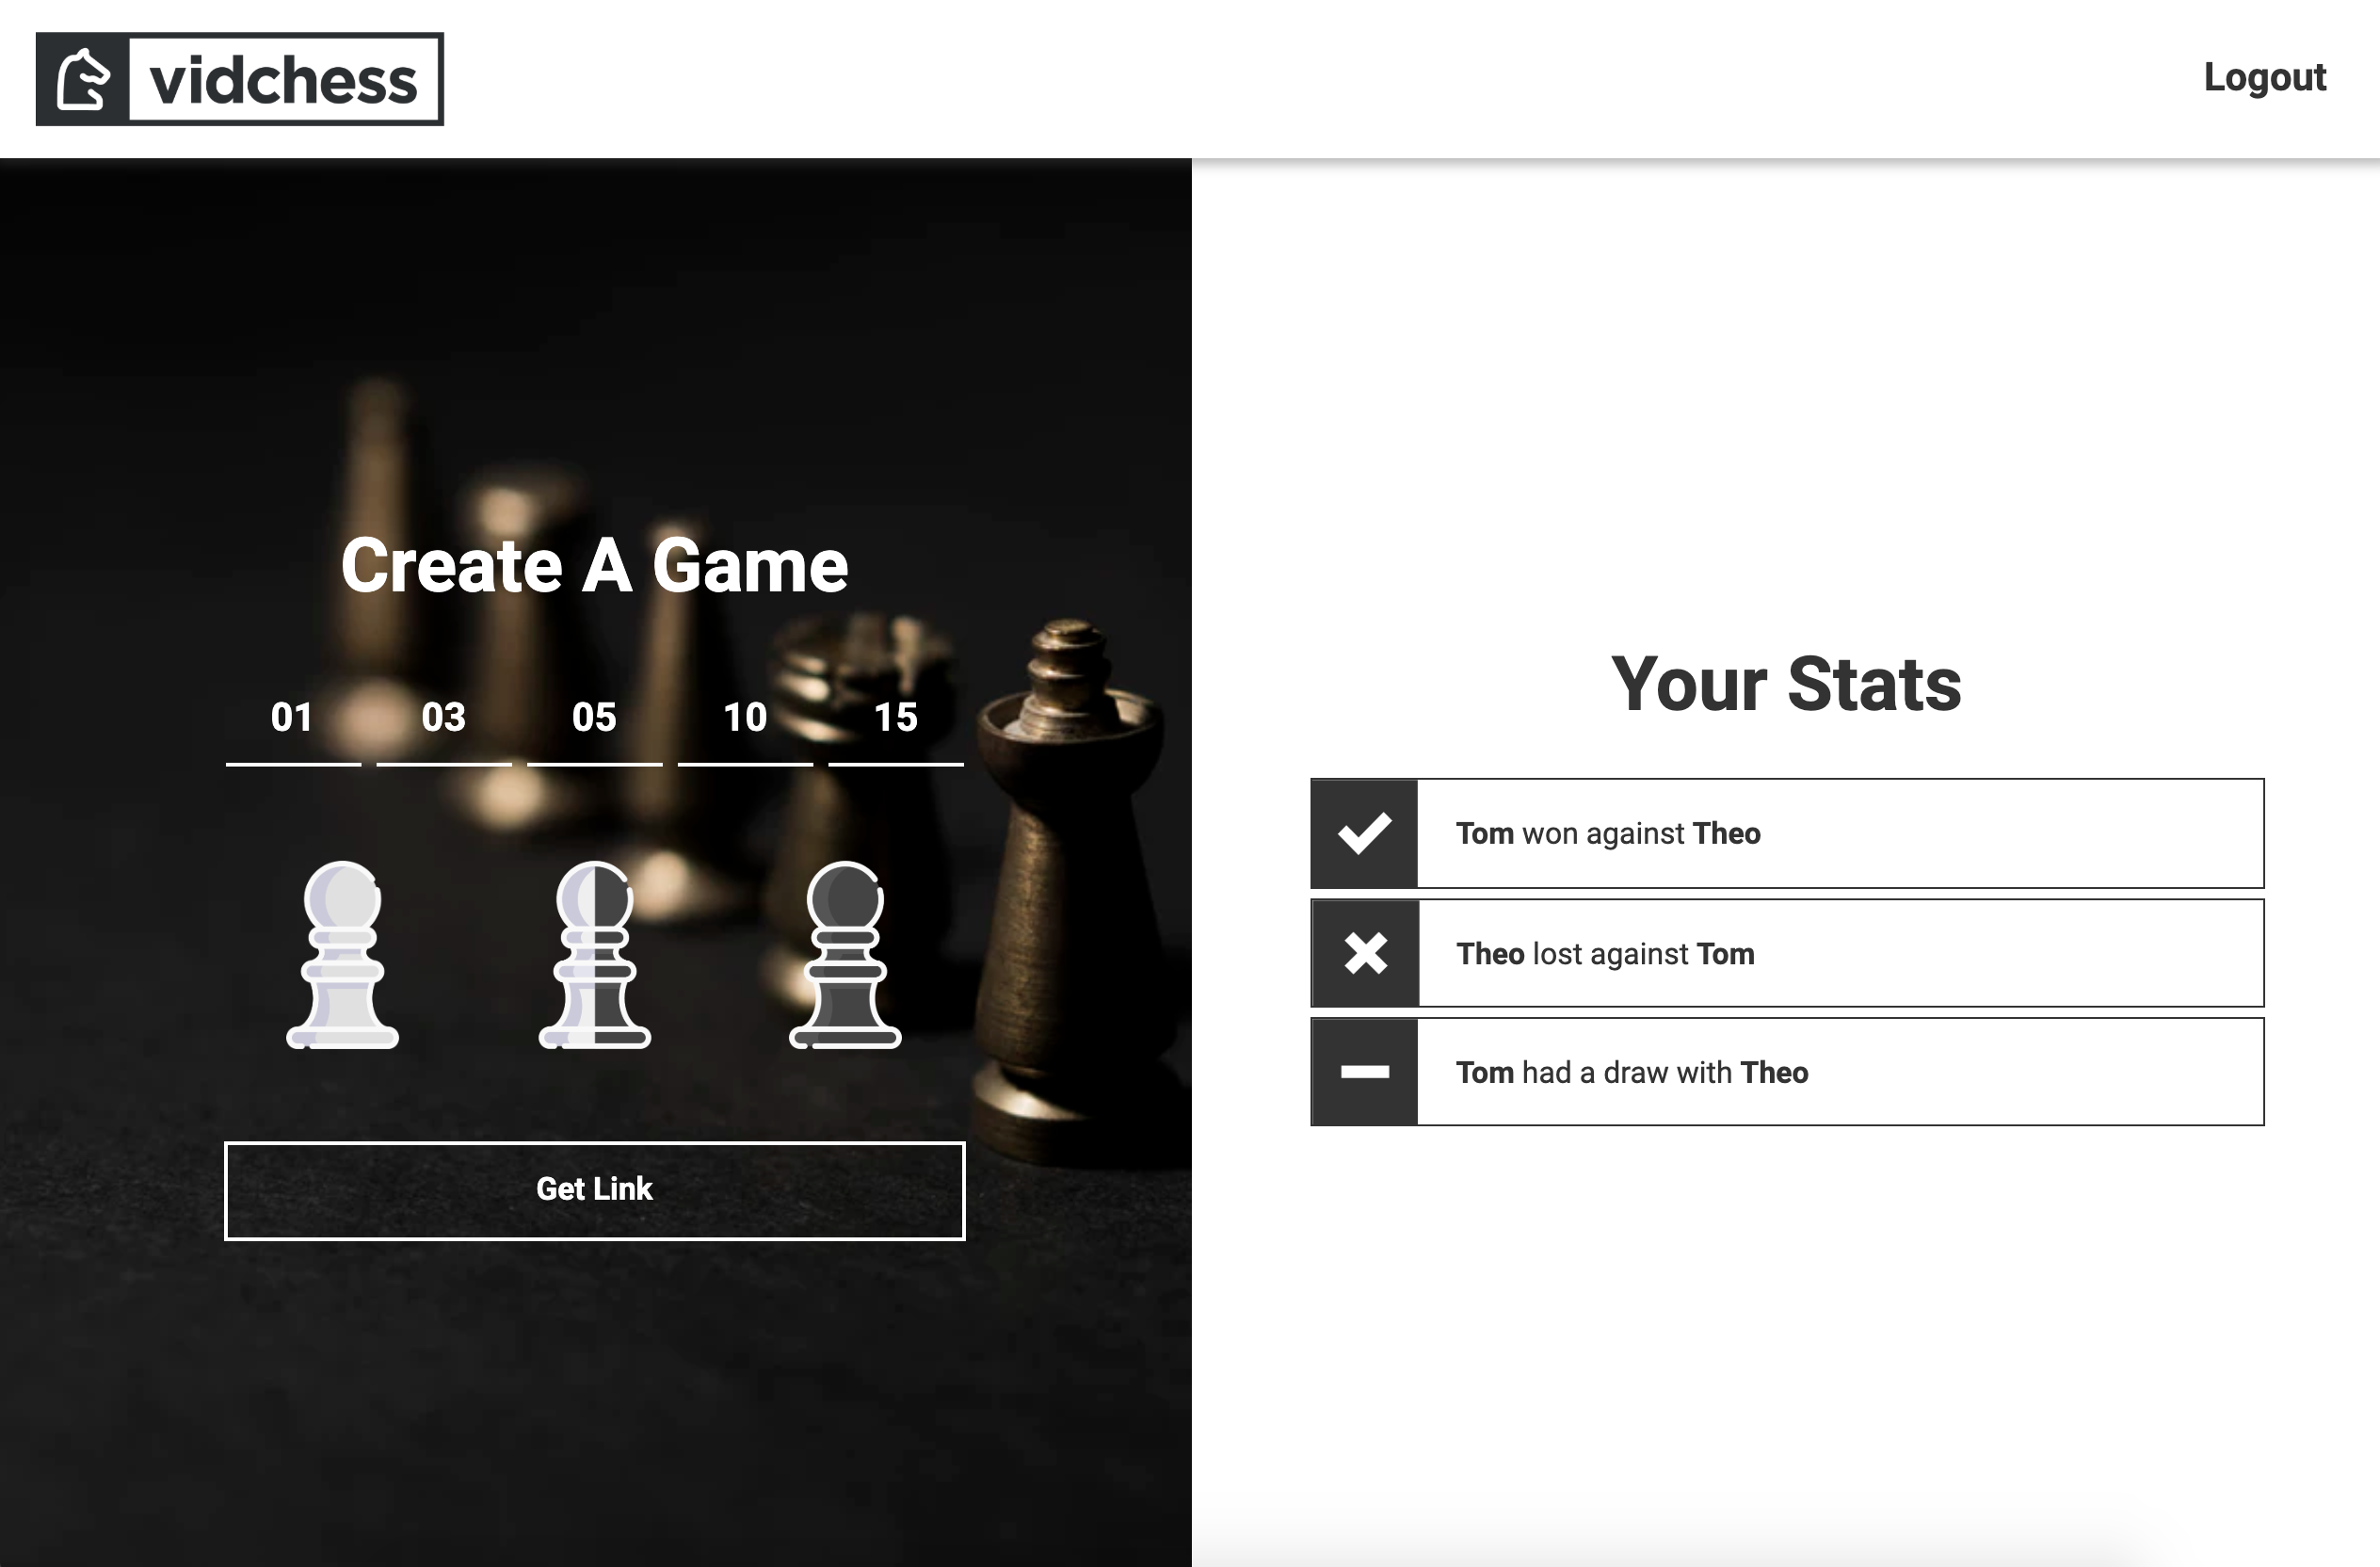 vidchess
Logout
Create A Game
01 03 05 10 15
Get Link
Your Stats
Tom won against Theo
Theo lost against Tom
Tom had a draw with Theo